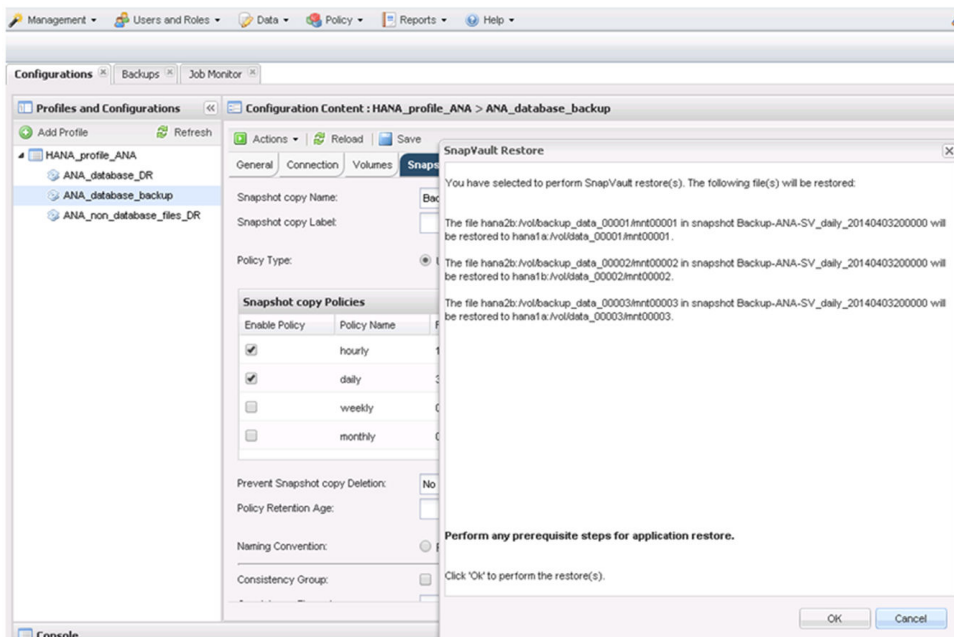 Management Users and Roles Data Policy Reports Help
Configurations Backups Job Monitor
Profiles and Configurations
Add Profile Refresh
HANA_profile_ANA
ANA_database_DR
ANA_database_backup
ANA_non_database_files_DR
Configuration Content : HANA_profile_ANA > ANA_database_backup
Actions Reload Save
General Connection Volumes Snaps
Snapshot copy Name: Bac
Snapshot copy Label:
Policy Type:
Snapshot copy Policies
Enable Policy Policy Name
hourly 1
daily 3
weekly 0
monthly 0
Prevent Snapshot copy Deletion: No
Policy Retention Age:
Naming Convention:
Consistency Group:
SnapVault Restore
You have selected to perform SnapVault restore(s). The following file(s) will be restored:
The file hana2b:/vol/backup_data_00001/mnt00001 in snapshot Backup-ANA-SV_daily_20140403200000 will
be restored to hana1a:/vol/data_00001/mnt00001.
The file hana2b:/vol/backup_data_00002/mnt00002 in snapshot Backup-ANA-SV_daily_20140403200000 will
be restored to hana1b:/vol/data_00002/mnt00002.
The file hana2b:/vol/backup_data_00003/mnt00003 in snapshot Backup-ANA-SV_daily_20140403200000 will
be restored to hana1a:/vol/data_00003/mnt00003.
Perform any prerequisite steps for application restore.
Click 'Ok' to perform the restore(s).
OK Cancel
Console